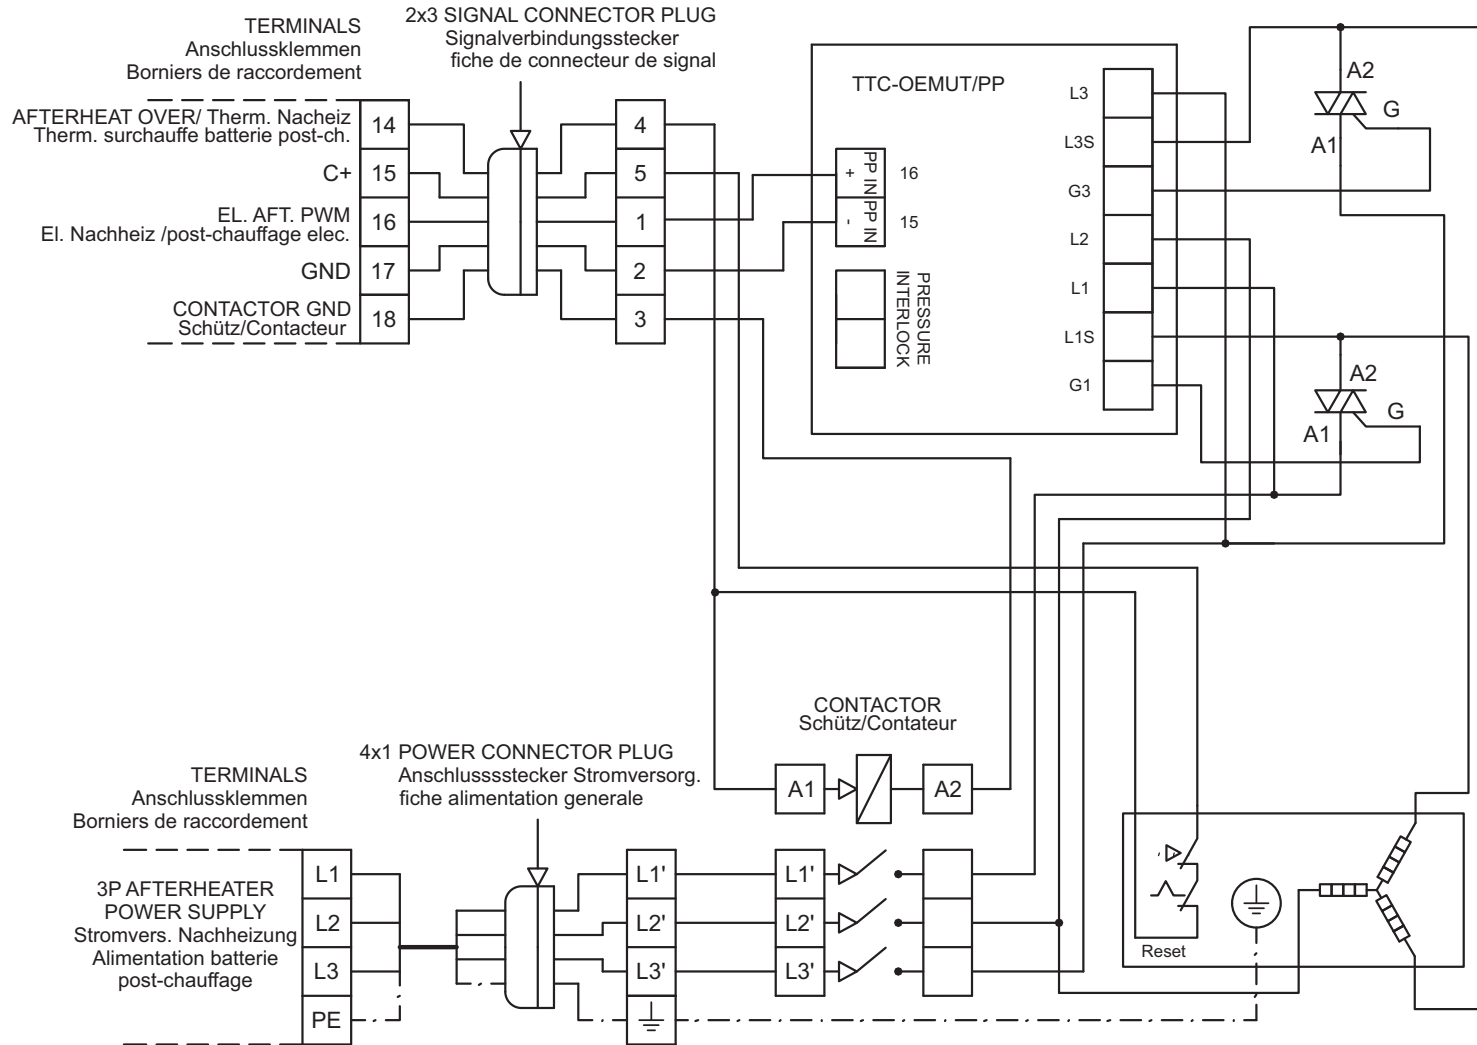 TERMINALS
Anschlussklemmen
Borniers de raccordement
2x3 SIGNAL CONNECTOR PLUG
Signalverbindungsstecker
fiche de connecteur de signal
AFTERHEAT OVER/ Therm. Nacheiz
Therm. surchauffe batterie post-ch.
C+
EL. AFT. PWM
El. Nachheiz /post-chauffage elec.
GND
CONTACTOR GND
Schütz/Contacteur
14
15
16
17
18
4
5
1
2
3
TTC-OEMUT/PP
+
PP IN
16
-
PP IN
15
PRESSURE
INTERLOCK
L3
L3S
G3
L2
L1
L1S
G1
A2
G
A1
A2
G
A1
CONTACTOR
Schütz/Contateur
A1
A2
4x1 POWER CONNECTOR PLUG
Anschlusssstecker Stromversorg.
fiche alimentation generale
TERMINALS
Anschlussklemmen
Borniers de raccordement
3P AFTERHEATER
POWER SUPPLY
Stromvers. Nachheizung
Alimentation batterie
post-chauffage
L1
L2
L3
PE
L1'
L2'
L3'
L1'
L2'
L3'
Reset